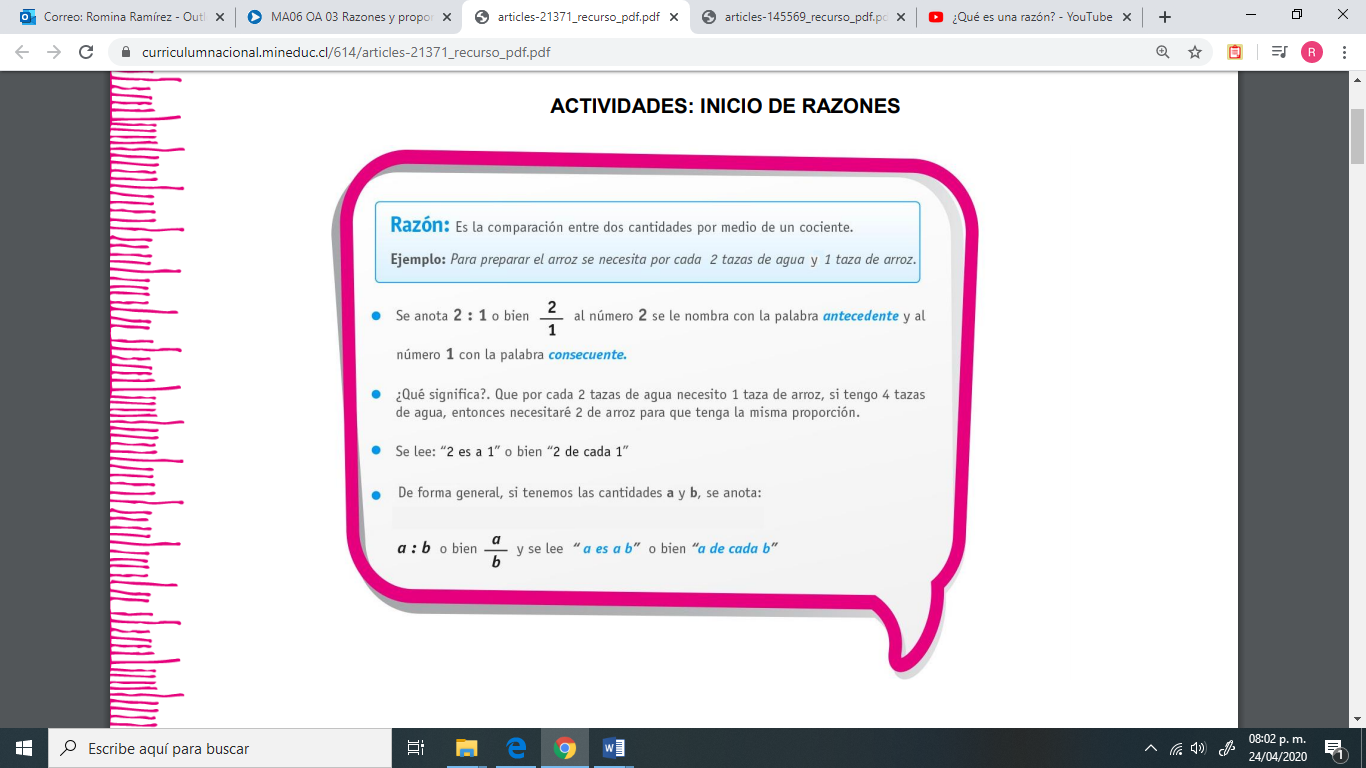 Correo: Romina Ramírez - Outl
MA06 OA 03 Razones y propor
articles-21371_recurso_pdf.pdf
articles-145569_recurso_pdf.pd
¿Qué es una razón? - YouTube
curriculumnacional.mineduc.cl/614/articles-21371_recurso_pdf.pdf
R
ACTIVIDADES: INICIO DE RAZONES
Razón: Es la comparación entre dos cantidades por medio de un cociente.
Ejemplo: Para preparar el arroz se necesita por cada 2 tazas de agua y 1 taza de arroz.
Se anota 2 : 1 o bien 2/1 al número 2 se le nombra con la palabra antecedente y al
número 1 con la palabra consecuente.
¿Qué significa?. Que por cada 2 tazas de agua necesito 1 taza de arroz, si tengo 4 tazas
de agua, entonces necesitaré 2 de arroz para que tenga la misma proporción.
Se lee: “2 es a 1” o bien “2 de cada 1”
De forma general, si tenemos las cantidades a y b, se anota:
a : b o bien a/b y se lee “ a es a b” o bien “a de cada b”
Escribe aquí para buscar
08:02 p. m.
24/04/2020
1